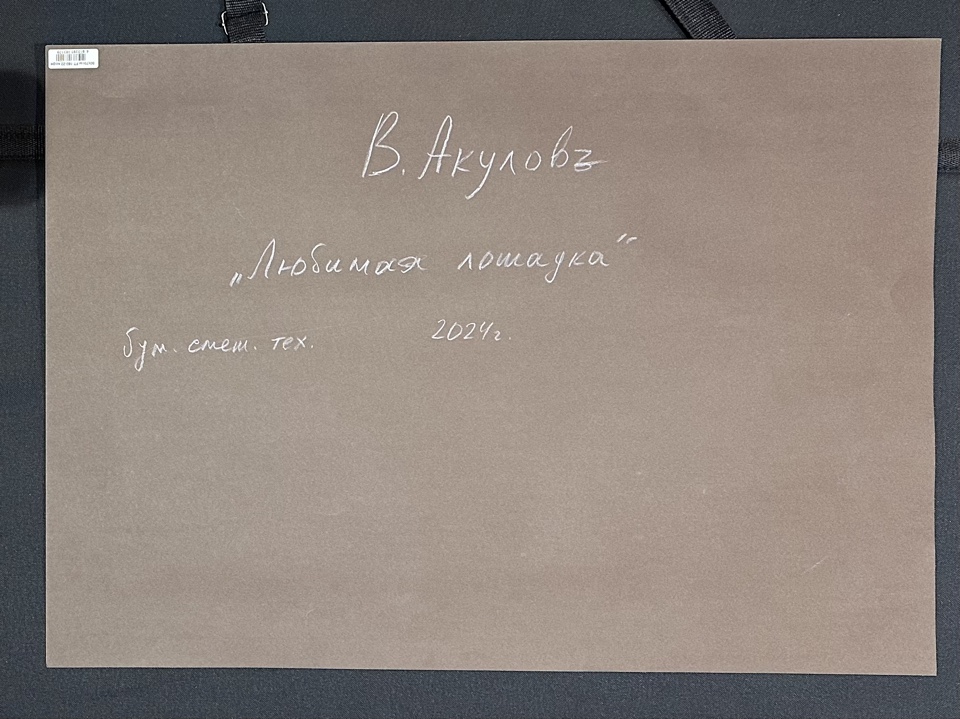 В. Акуловъ
„Любимая лошадка“
бум. смеш. тех. 2024г.